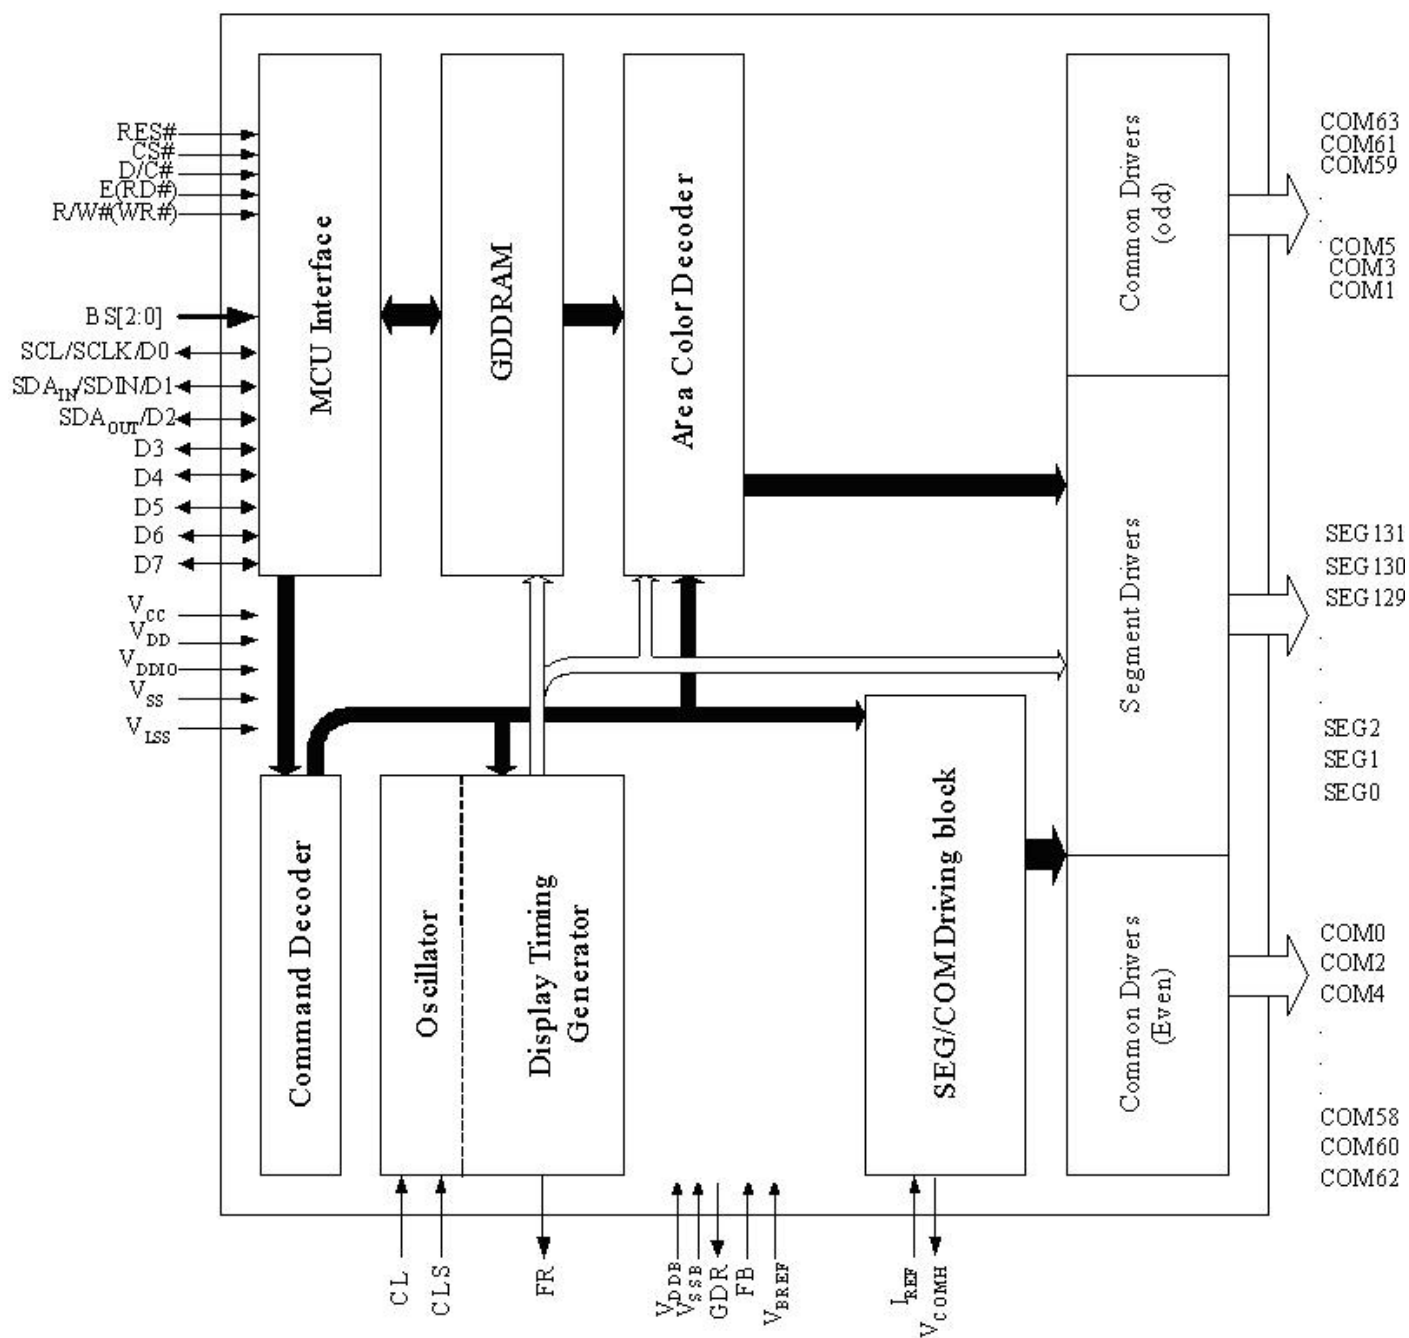 RES#
CS#
D/C#
E(RD#)
R/W#(WR#)
BS[2:0]
SCL/SCLK/D0
SDAIN/SDIN/D1
SDAOUT/D2
D3
D4
D5
D6
D7
VCC
VDD
VDDIO
VSS
VLSS
MCU Interface
GDDRAM
Area Color Decoder
Common Drivers
(odd)
Segment Drivers
Common Drivers
(Even)
Command Decoder
Oscillator
Display Timing
Generator
SEG/COM Driving block
COM63
COM61
COM59
.
.
.
COM5
COM3
COM1
SEG131
SEG130
SEG129
.
.
.
SEG2
SEG1
SEG0
COM0
COM2
COM4
.
.
.
COM58
COM60
COM62
CL
CLS
FR
VDDB
VSSB
GDR
FB
VBREF
IREF
VCOMH